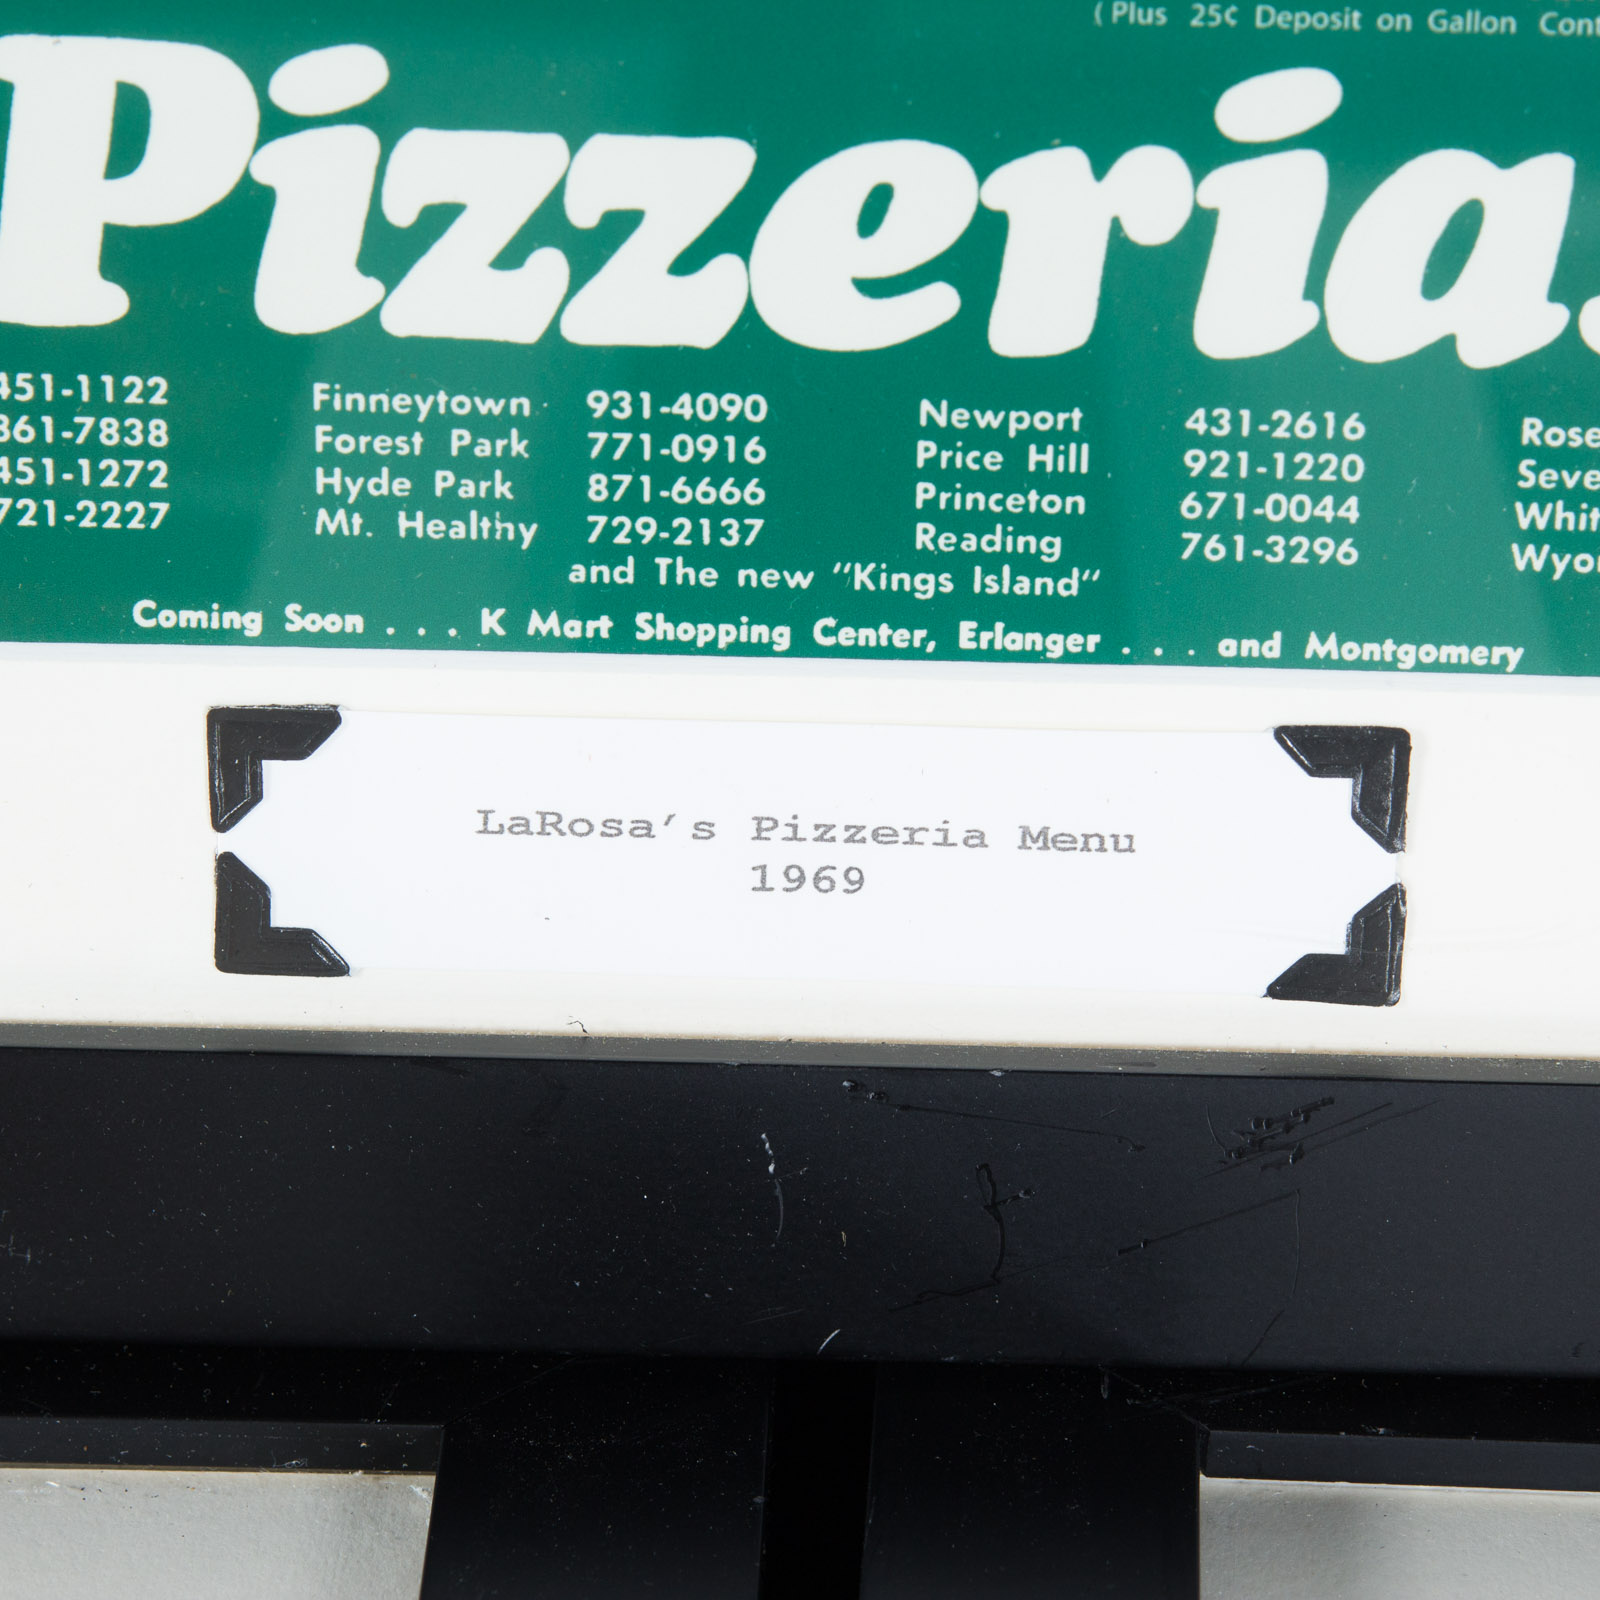 (Plus 25¢ Deposit on Gallon
Pizzeria.
451-1122 Finneytown 931-4090 Newport 431-2616
861-7838 Forest Park 771-0916 Price Hill 921-1220
451-1272 Hyde Park 871-6666 Princeton 671-0044
721-2227 Mt. Healthy 729-2137 Reading 761-3296
and The new "Kings Island"
Coming Soon . . . K Mart Shopping Center, Erlanger . . . and Montgomery
LaRosa's Pizzeria Menu
1969